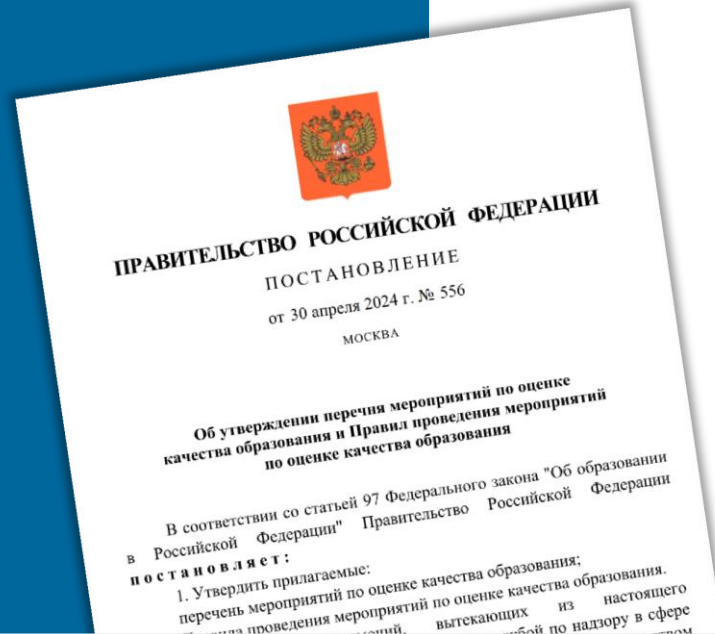 ПРАВИТЕЛЬСТВО РОССИЙСКОЙ ФЕДЕРАЦИИ
ПОСТАНОВЛЕНИЕ
от 30 апреля 2024 г. № 556
МОСКВА
Об утверждении перечня мероприятий по оценке
качества образования и Правил проведения мероприятий
по оценке качества образования
В соответствии со статьей 97 Федерального закона "Об образовании
в Российской Федерации" Правительство Российской Федерации
постановляет:
1. Утвердить прилагаемые:
перечень мероприятий по оценке качества образования;
проведения мероприятий по оценке качества образования.
вытекающих из настоящего
по надзору в сфере